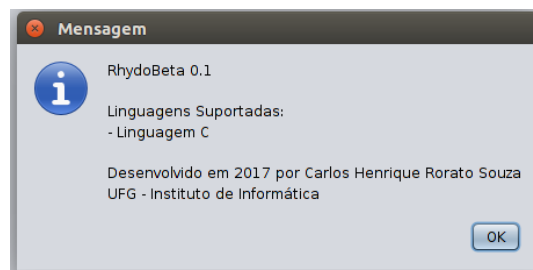 Mensagem
RhydoBeta 0.1
Linguagens Suportadas:
- Linguagem C
Desenvolvido em 2017 por Carlos Henrique Rorato Souza
UFG - Instituto de Informática
OK